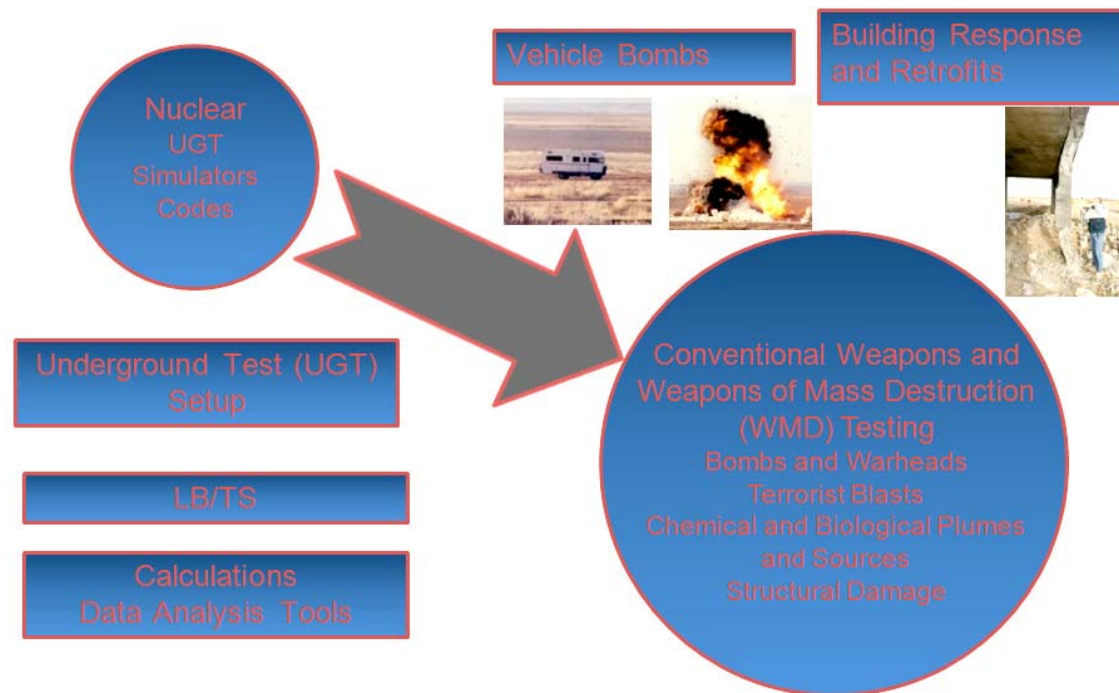 Vehicle Bombs
Building Response
and Retrofits
Nuclear
UGT
Simulators
Codes
Underground Test (UGT)
Setup
LB/TS
Calculations
Data Analysis Tools
Conventional Weapons and
Weapons of Mass Destruction
(WMD) Testing
Bombs and Warheads
Terrorist Blasts
Chemical and Biological Plumes
and Sources
Structural Damage